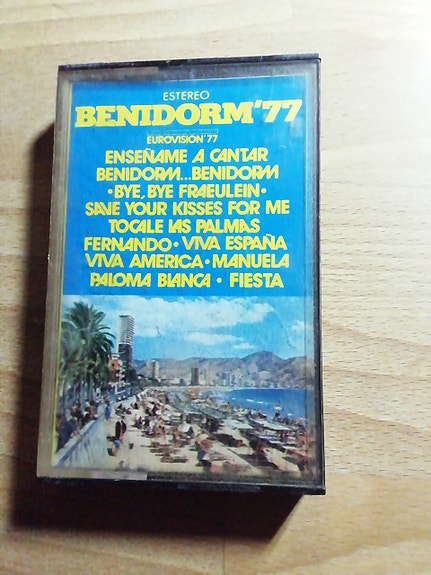 ESTEREO
BENIDORM'77
EUROVISION'77
ENSEÑAME A CANTAR
BENIDORM...BENIDORM
•BYE, BYE FRAEULEIN•
SAVE YOUR KISSES FOR ME
TOCALE LAS PALMAS
FERNANDO • VIVA ESPAÑA
VIVA AMERICA • MANUELA
PALOMA BLANCA • FIESTA